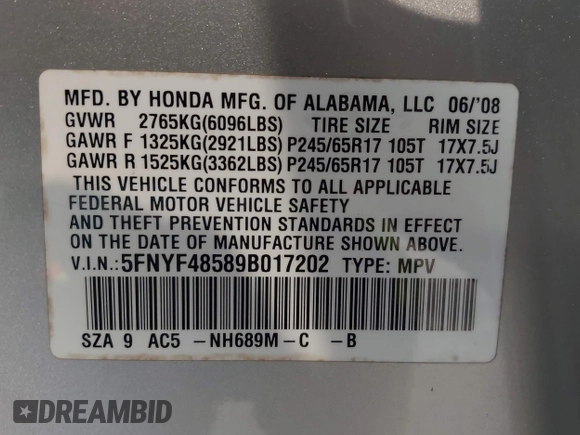 MFD. BY HONDA MFG. OF ALABAMA, LLC 06/'08
GVWR 2765KG(6096LBS) TIRE SIZE RIM SIZE
GAWR F 1325KG(2921LBS) P245/65R17 105T 17X7.5J
GAWR R 1525KG(3362LBS) P245/65R17 105T 17X7.5J
THIS VEHICLE CONFORMS TO ALL APPLICABLE
FEDERAL MOTOR VEHICLE SAFETY
AND THEFT PREVENTION STANDARDS IN EFFECT
ON THE DATE OF MANUFACTURE SHOWN ABOVE.
V.I.N.:5FNYF48589B017202 TYPE: MPV
SZA 9 AC5 -NH689M-C -B
DREAMBID